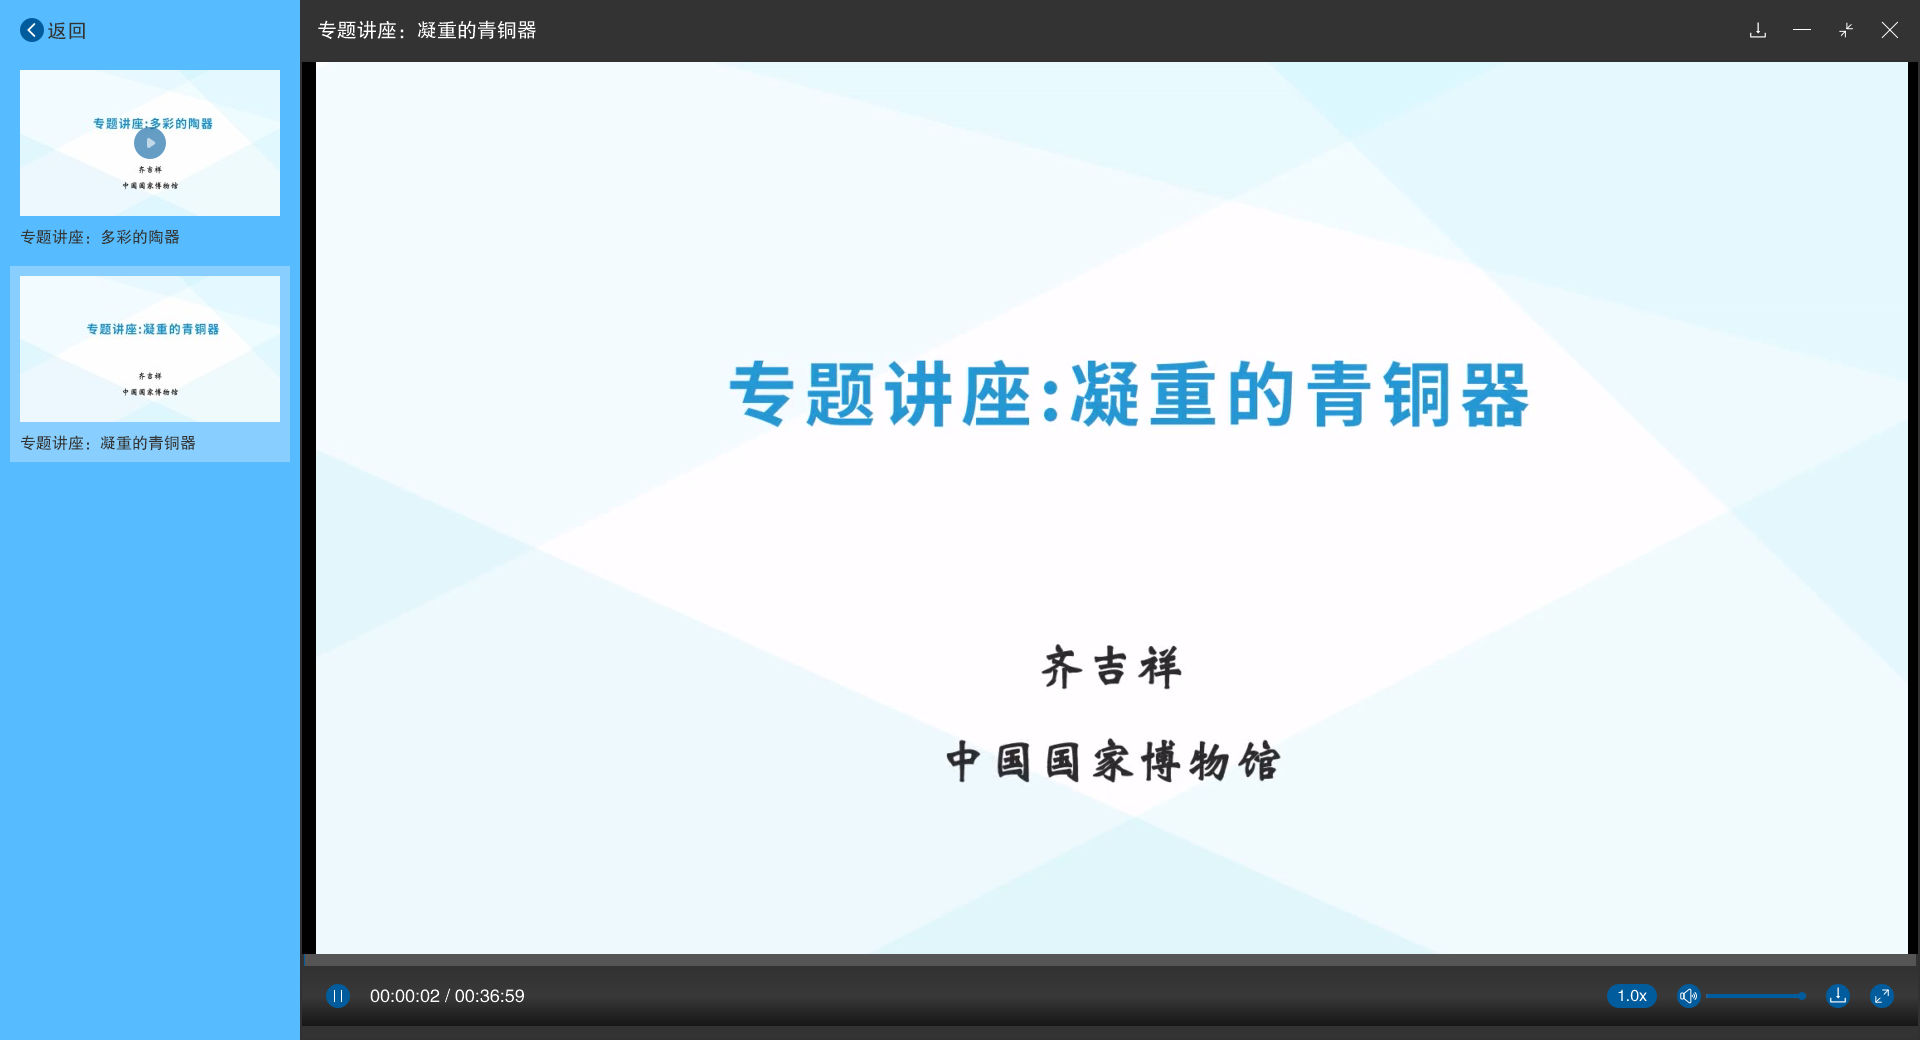 返回
专题讲座:多彩的陶器
齐吉祥
中国国家博物馆
专题讲座：多彩的陶器
专题讲座:凝重的青铜器
齐吉祥
中国国家博物馆
专题讲座：凝重的青铜器
专题讲座：凝重的青铜器
专题讲座:凝重的青铜器
齐吉祥
中国国家博物馆
00:00:02 / 00:36:59
1.0x